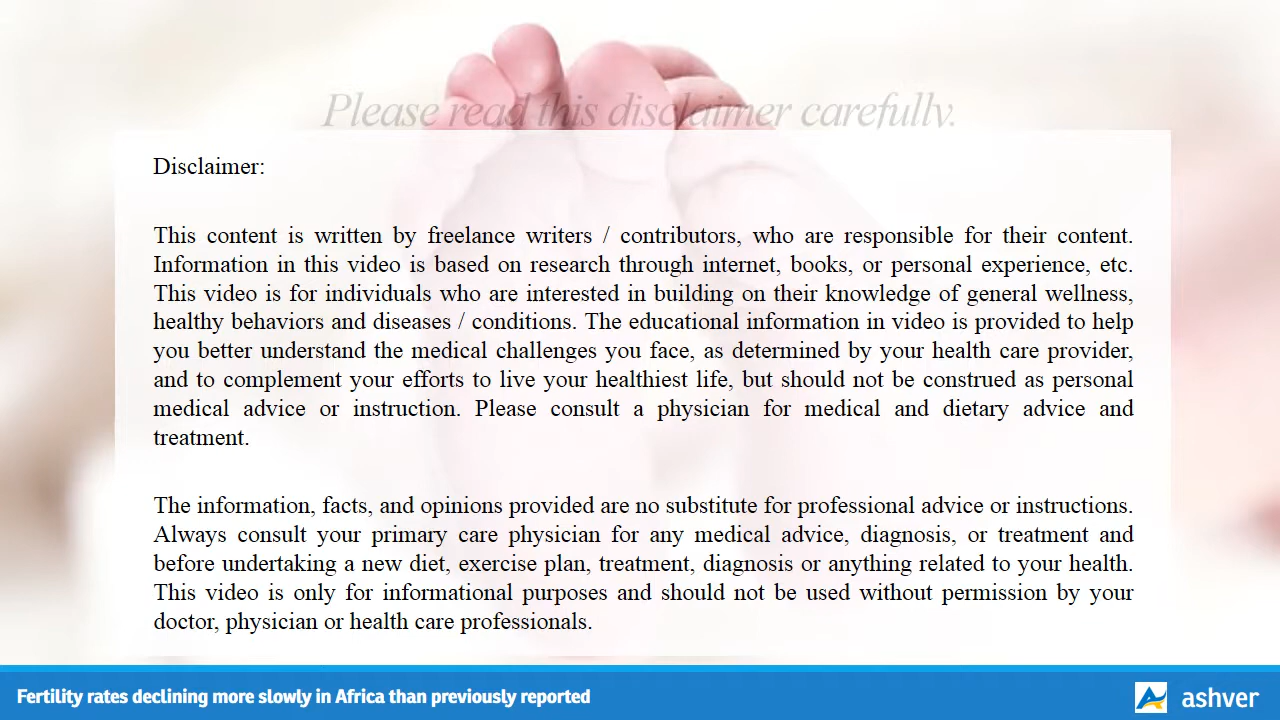 Please read this disclaimer carefully.
Disclaimer:
This content is written by freelance writers / contributors, who are responsible for their content.
Information in this video is based on research through internet, books, or personal experience, etc.
This video is for individuals who are interested in building on their knowledge of general wellness,
healthy behaviors and diseases / conditions. The educational information in video is provided to help
you better understand the medical challenges you face, as determined by your health care provider,
and to complement your efforts to live your healthiest life, but should not be construed as personal
medical advice or instruction. Please consult a physician for medical and dietary advice and
treatment.
The information, facts, and opinions provided are no substitute for professional advice or instructions.
Always consult your primary care physician for any medical advice, diagnosis, or treatment and
before undertaking a new diet, exercise plan, treatment, diagnosis or anything related to your health.
This video is only for informational purposes and should not be used without permission by your
doctor, physician or health care professionals.
Fertility rates declining more slowly in Africa than previously reported
ashver